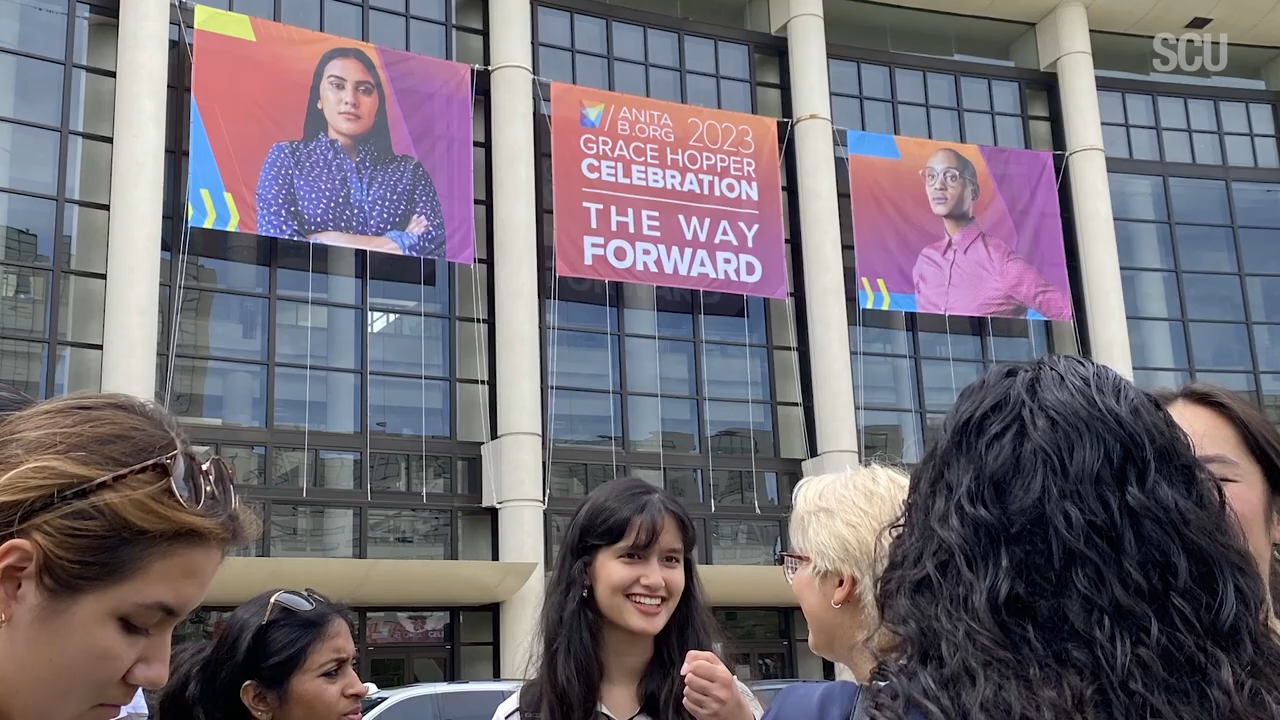 SCU
ANITA
B.ORG
2023
GRACE HOPPER
CELEBRATION
THE WAY
FORWARD